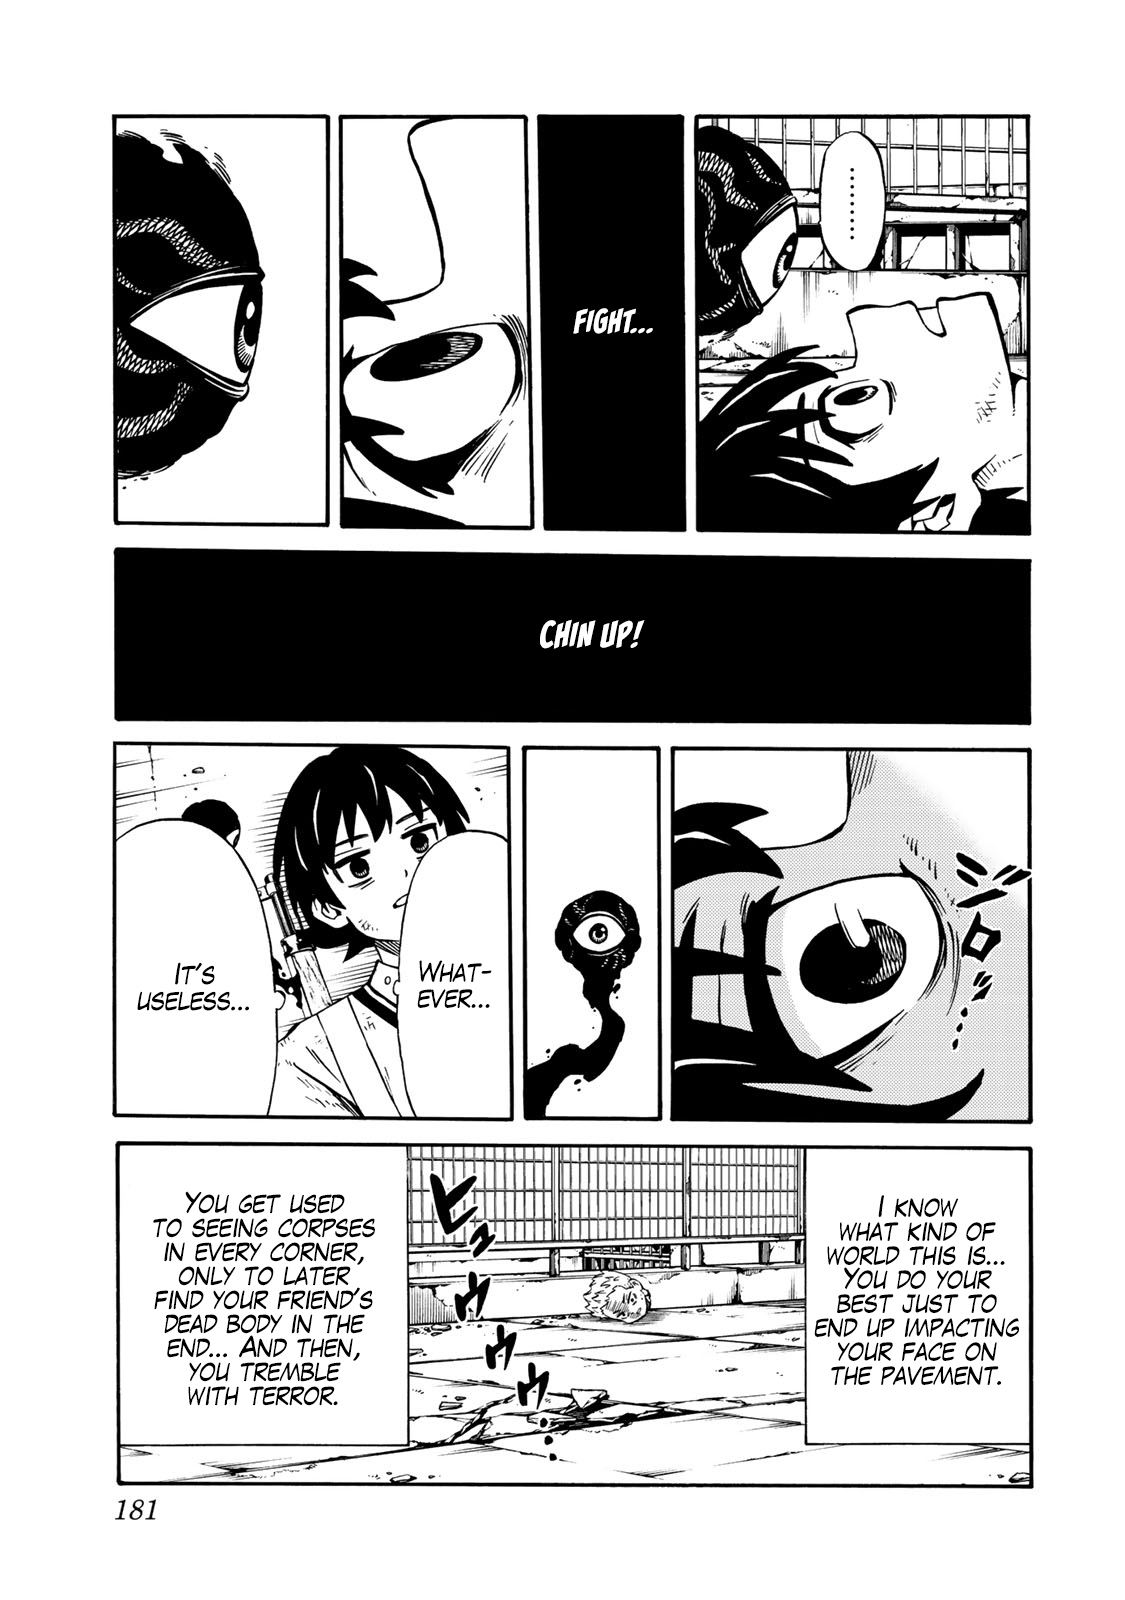 ………
FIGHT...
CHIN UP!
ジロッ…
WHAT-
EVER...
IT'S
USELESS...
I KNOW
WHAT KIND OF
WORLD THIS IS...
YOU DO YOUR
BEST JUST TO
END UP IMPACTING
YOUR FACE ON
THE PAVEMENT.
ヒュウウウウ…
YOU GET USED
TO SEEING CORPSES
IN EVERY CORNER,
ONLY TO LATER
FIND YOUR FRIEND'S
DEAD BODY IN THE
END... AND THEN,
YOU TREMBLE
WITH TERROR.
181